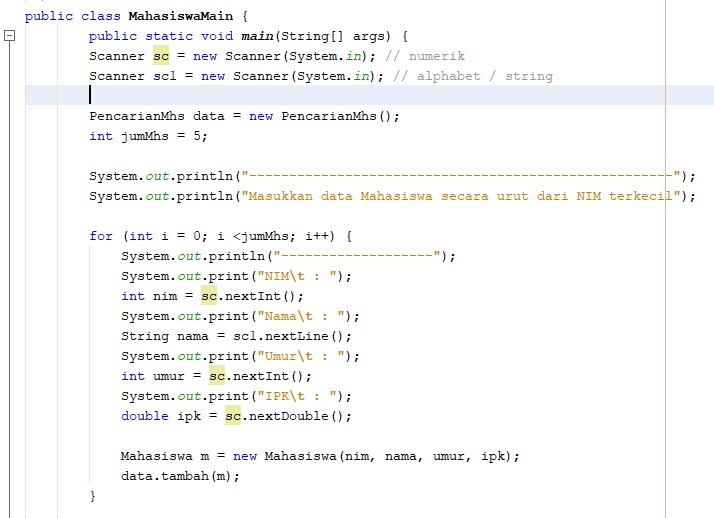 public class MahasiswaMain {
public static void main(String[] args) {
Scanner sc = new Scanner(System.in); // numerik
Scanner scl = new Scanner(System.in); // alphabet / string
PencarianMhs data = new PencarianMhs();
int jumMhs = 5;
System.out.println("-----------------------------------------------------");
System.out.println("Masukkan data Mahasiswa secara urut dari NIM terkecil");
for (int i = 0; i <jumMhs; i++) {
System.out.println("-------------------");
System.out.print("NIM\t : ");
int nim = sc.nextInt();
System.out.print("Nama\t : ");
String nama = scl.nextLine();
System.out.print("Umur\t : ");
int umur = sc.nextInt();
System.out.print("IPK\t : ");
double ipk = sc.nextDouble();
Mahasiswa m = new Mahasiswa(nim, nama, umur, ipk);
data.tambah(m);
}